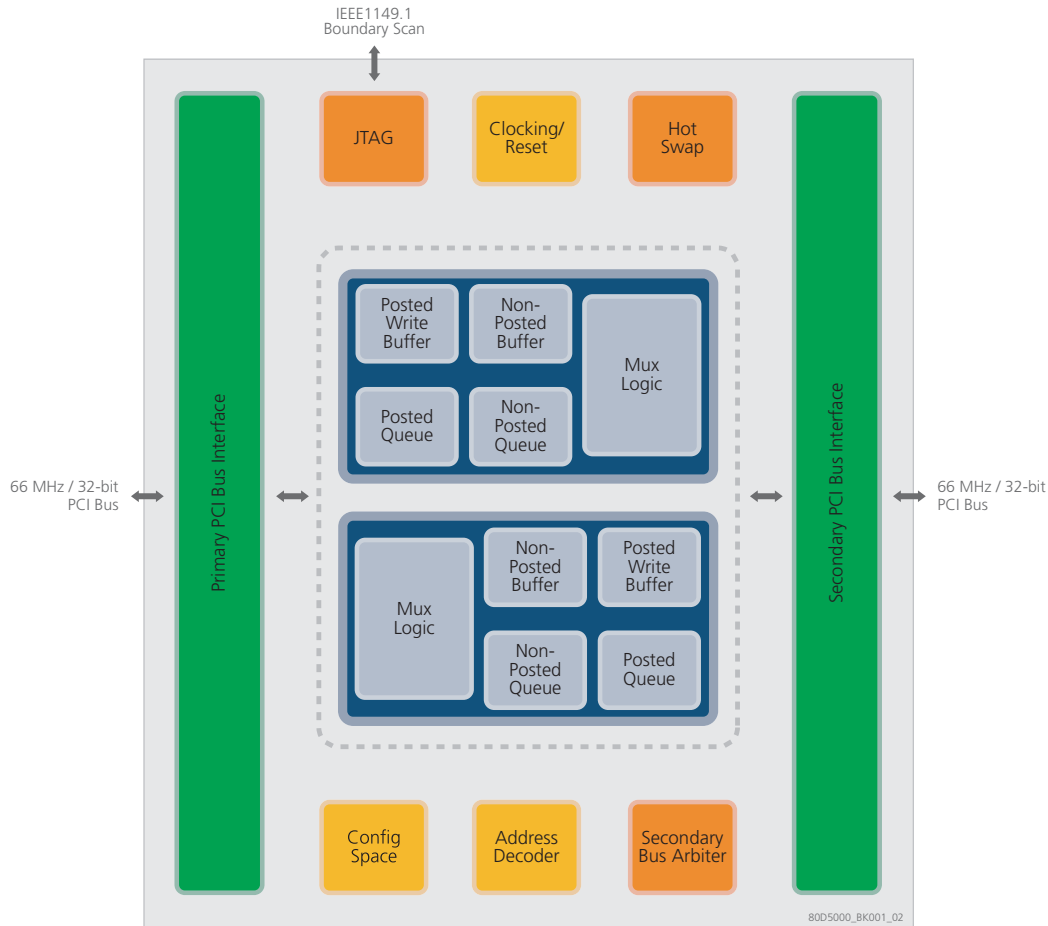 IEEE1149.1
Boundary Scan
JTAG
Clocking/
Reset
Hot
Swap
Primary PCI Bus Interface
Secondary PCI Bus Interface
Posted
Write
Buffer
Non-
Posted
Buffer
Mux
Logic
Posted
Queue
Non-
Posted
Queue
66 MHz / 32-bit
PCI Bus
66 MHz / 32-bit
PCI Bus
Mux
Logic
Non-
Posted
Buffer
Posted
Write
Buffer
Non-
Posted
Queue
Posted
Queue
Config
Space
Address
Decoder
Secondary
Bus Arbiter
80D5000_BK001_02